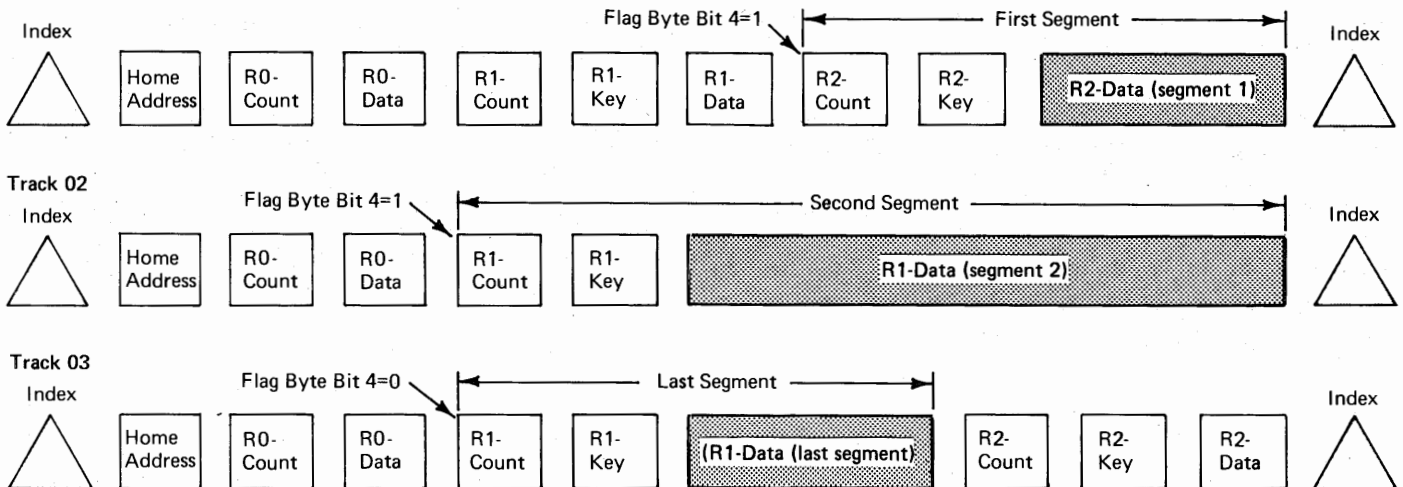 Flag Byte Bit 4=1
First Segment
Index
Index
Home
Address
R0-
Count
R0-
Data
R1-
Count
R1-
Key
R1-
Data
R2-
Count
R2-
Key
R2-Data (segment 1)
Track 02
Flag Byte Bit 4=1
Second Segment
Index
Index
Home
Address
R0-
Count
R0-
Data
R1-
Count
R1-
Key
R1-Data (segment 2)
Track 03
Flag Byte Bit 4=0
Last Segment
Index
Index
Home
Address
R0-
Count
R0-
Data
R1-
Count
R1-
Key
(R1-Data (last segment)
R2-
Count
R2-
Key
R2-
Data